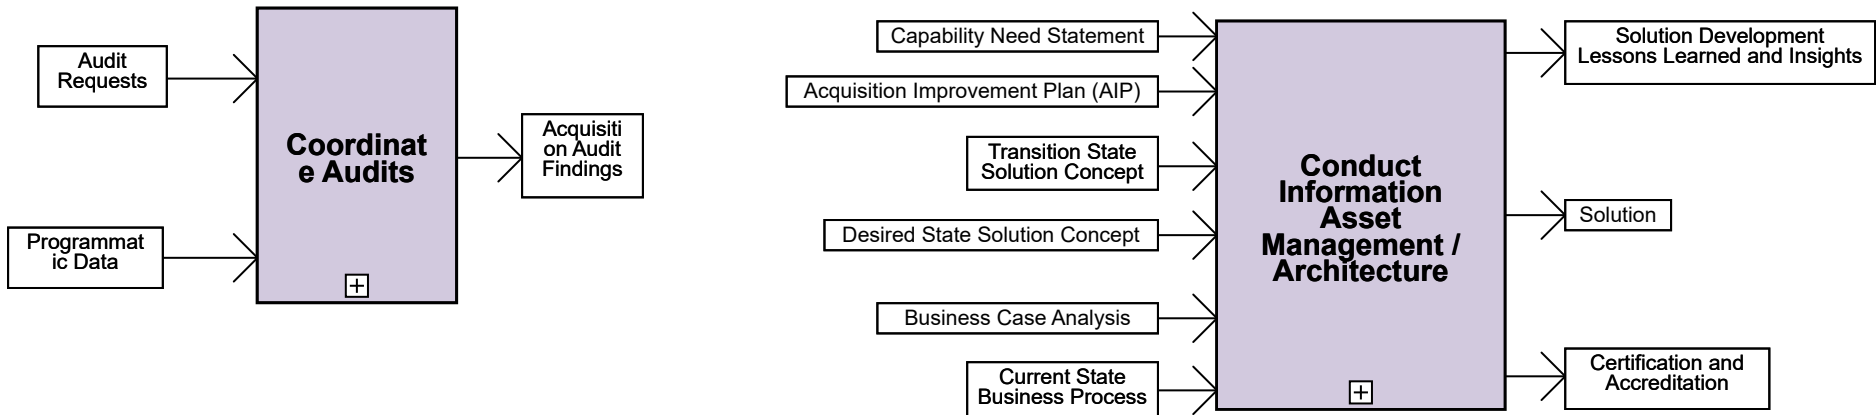 Audit
Requests
Programmat
ic Data
Coordinat
e Audits
Acquisiti
on Audit
Findings
Capability Need Statement
Acquisition Improvement Plan (AIP)
Transition State
Solution Concept
Desired State Solution Concept
Business Case Analysis
Current State
Business Process
Conduct
Information
Asset
Management /
Architecture
Solution Development
Lessons Learned and Insights
Solution
Certification and
Accreditation